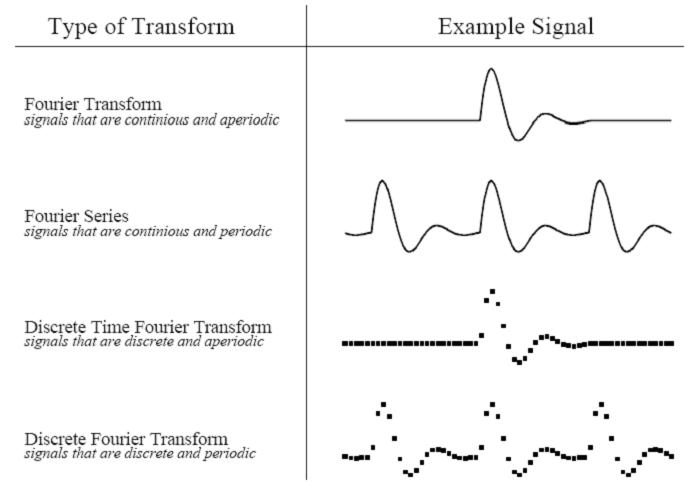 Type of Transform
Example Signal
Fourier Transform
signals that are continious and aperiodic
Fourier Series
signals that are continious and periodic
Discrete Time Fourier Transform
signals that are discrete and aperiodic
Discrete Fourier Transform
signals that are discrete and periodic